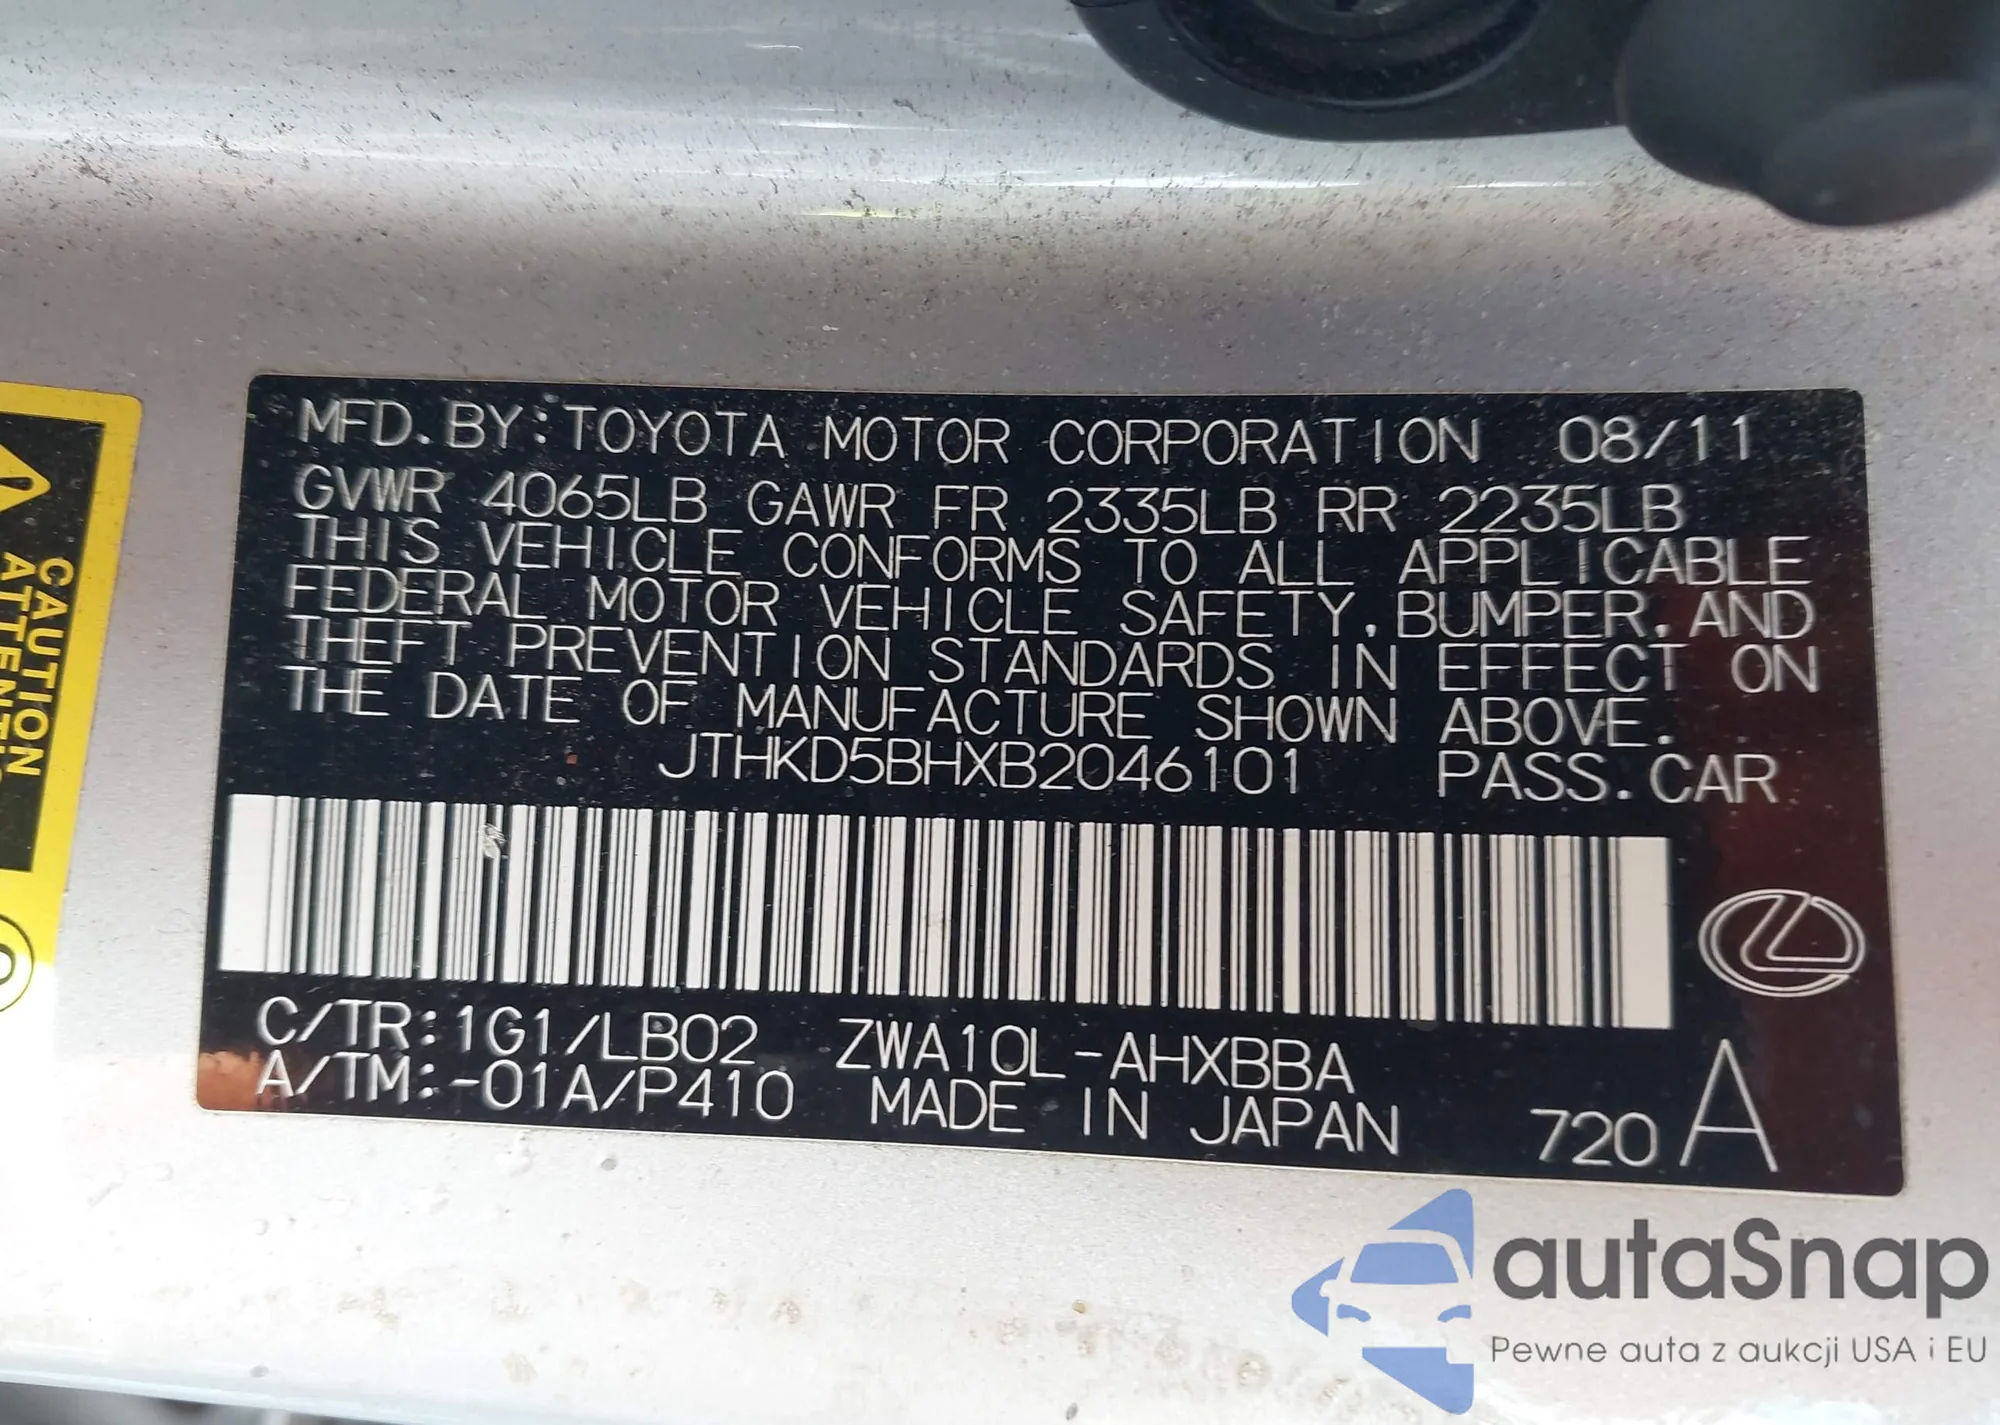 MFD.BY:TOYOTA MOTOR CORPORATION 08/11
GVWR 4065LB GAWR FR 2335LB RR 2235LB
THIS VEHICLE CONFORMS TO ALL APPLICABLE
FEDERAL MOTOR VEHICLE SAFETY,BUMPER,AND
THEFT PREVENTION STANDARDS IN EFFECT ON
THE DATE OF MANUFACTURE SHOWN ABOVE.
JTHKD5BHXB2046101 PASS.CAR
C/TR:1G1/LB02 ZWA10L-AHXBBA
A/TM:-01A/P410 MADE IN JAPAN 720 A
CAUTION
autaSnap
Pewne auta z aukcji USA i EU